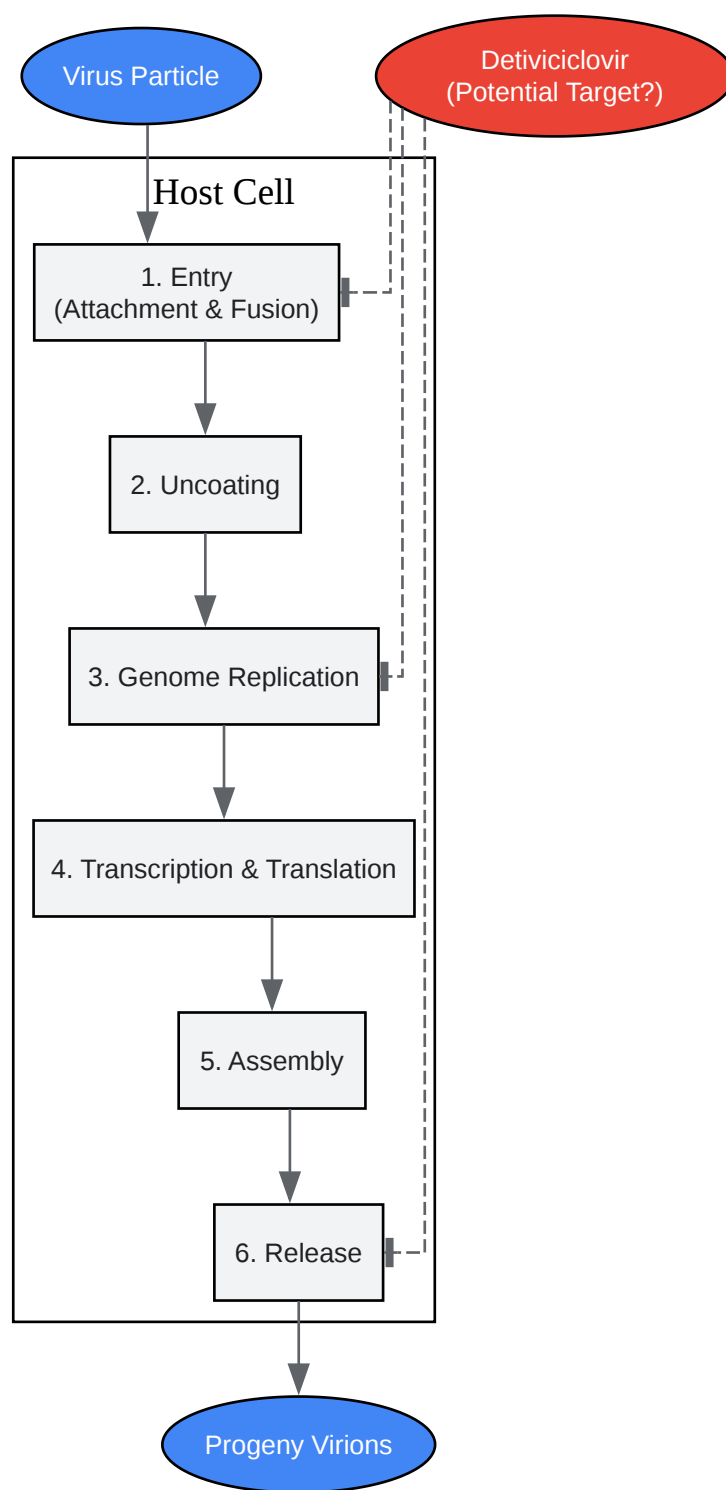 Virus Particle
Detiviciclovir
(Potential Target?)
Host Cell
1. Entry
(Attachment & Fusion)
2. Uncoating
3. Genome Replication
4. Transcription & Translation
5. Assembly
6. Release
Progeny Virions